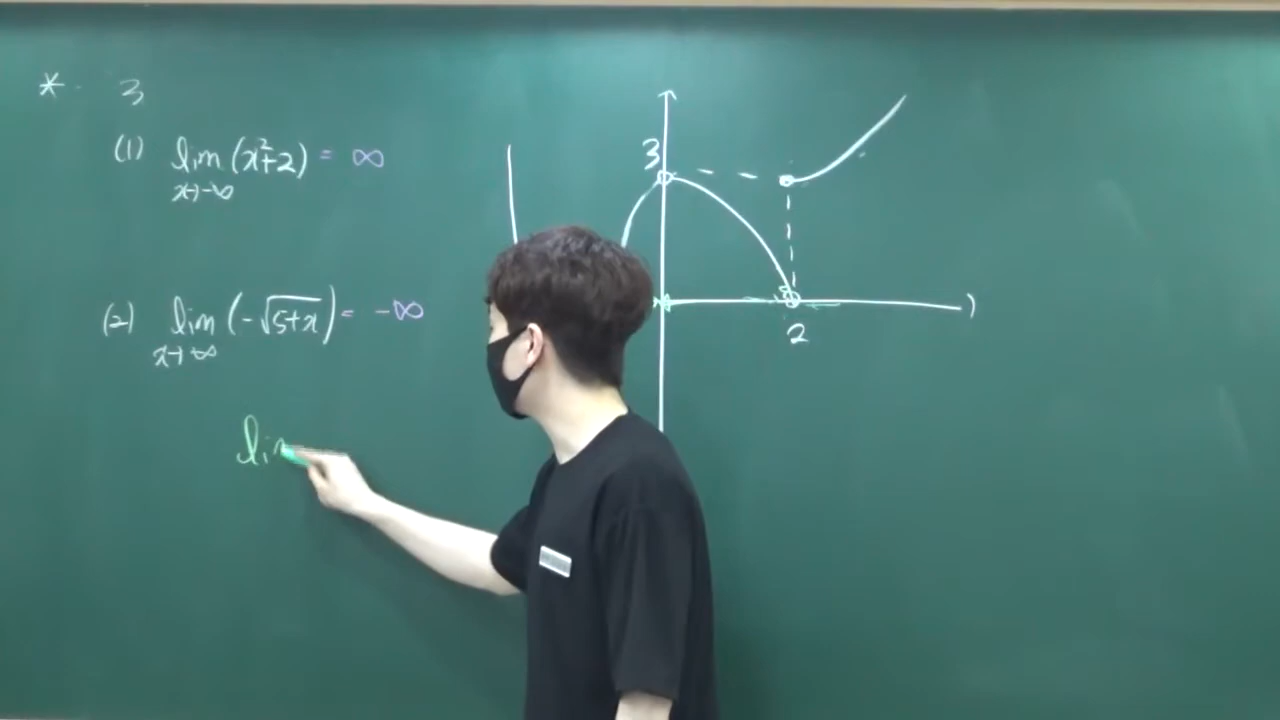 * · 3
(1) lim (x²+2) = ∞
x→-∞
(2) lim (-√5+x) = -∞
x→∞
lim
3
2